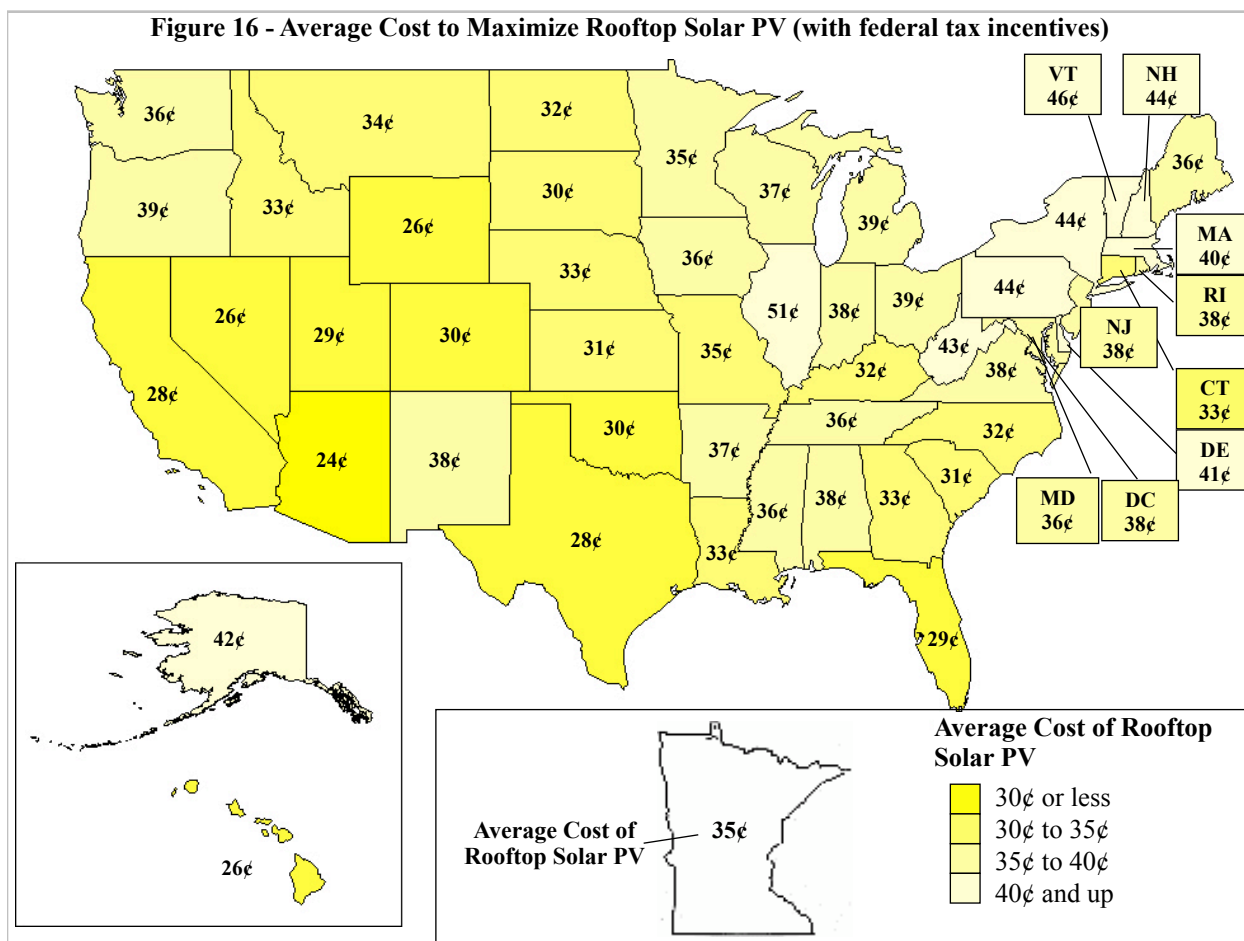 Figure 16 - Average Cost to Maximize Rooftop Solar PV (with federal tax incentives)
VT
46¢
NH
44¢
36¢
34¢
32¢
35¢
37¢
36¢
39¢
33¢
26¢
30¢
39¢
44¢
MA
40¢
RI
38¢
33¢
36¢
39¢
44¢
26¢
29¢
30¢
31¢
35¢
51¢
38¢
43¢
NJ
38¢
28¢
32¢
38¢
CT
33¢
24¢
38¢
30¢
37¢
36¢
32¢
DE
41¢
28¢
33¢
36¢
38¢
33¢
31¢
MD
36¢
DC
38¢
29¢
42¢
26¢
Average Cost of
Rooftop Solar PV
35¢
Average Cost of Rooftop
Solar PV
30¢ or less
30¢ to 35¢
35¢ to 40¢
40¢ and up